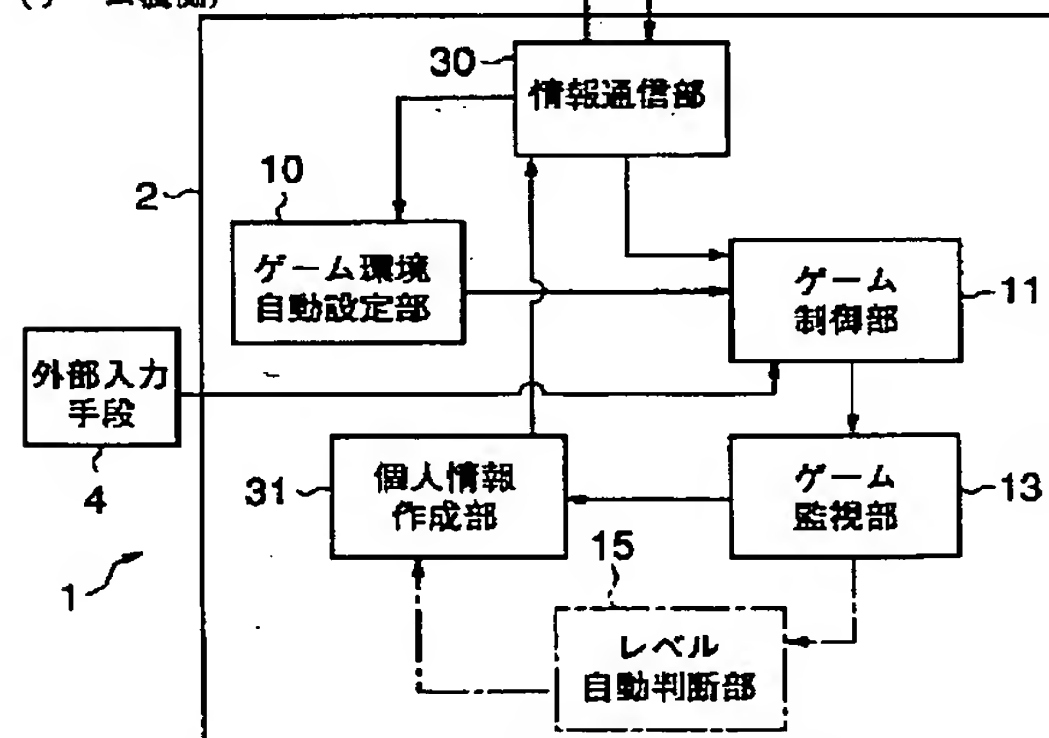 30
情報通信部
10
2
ゲーム環境
自動設定部
ゲーム
制御部
11
外部入力
手段
4
31
個人情報
作成部
ゲーム
監視部
13
15
1
レベル
自動判断部